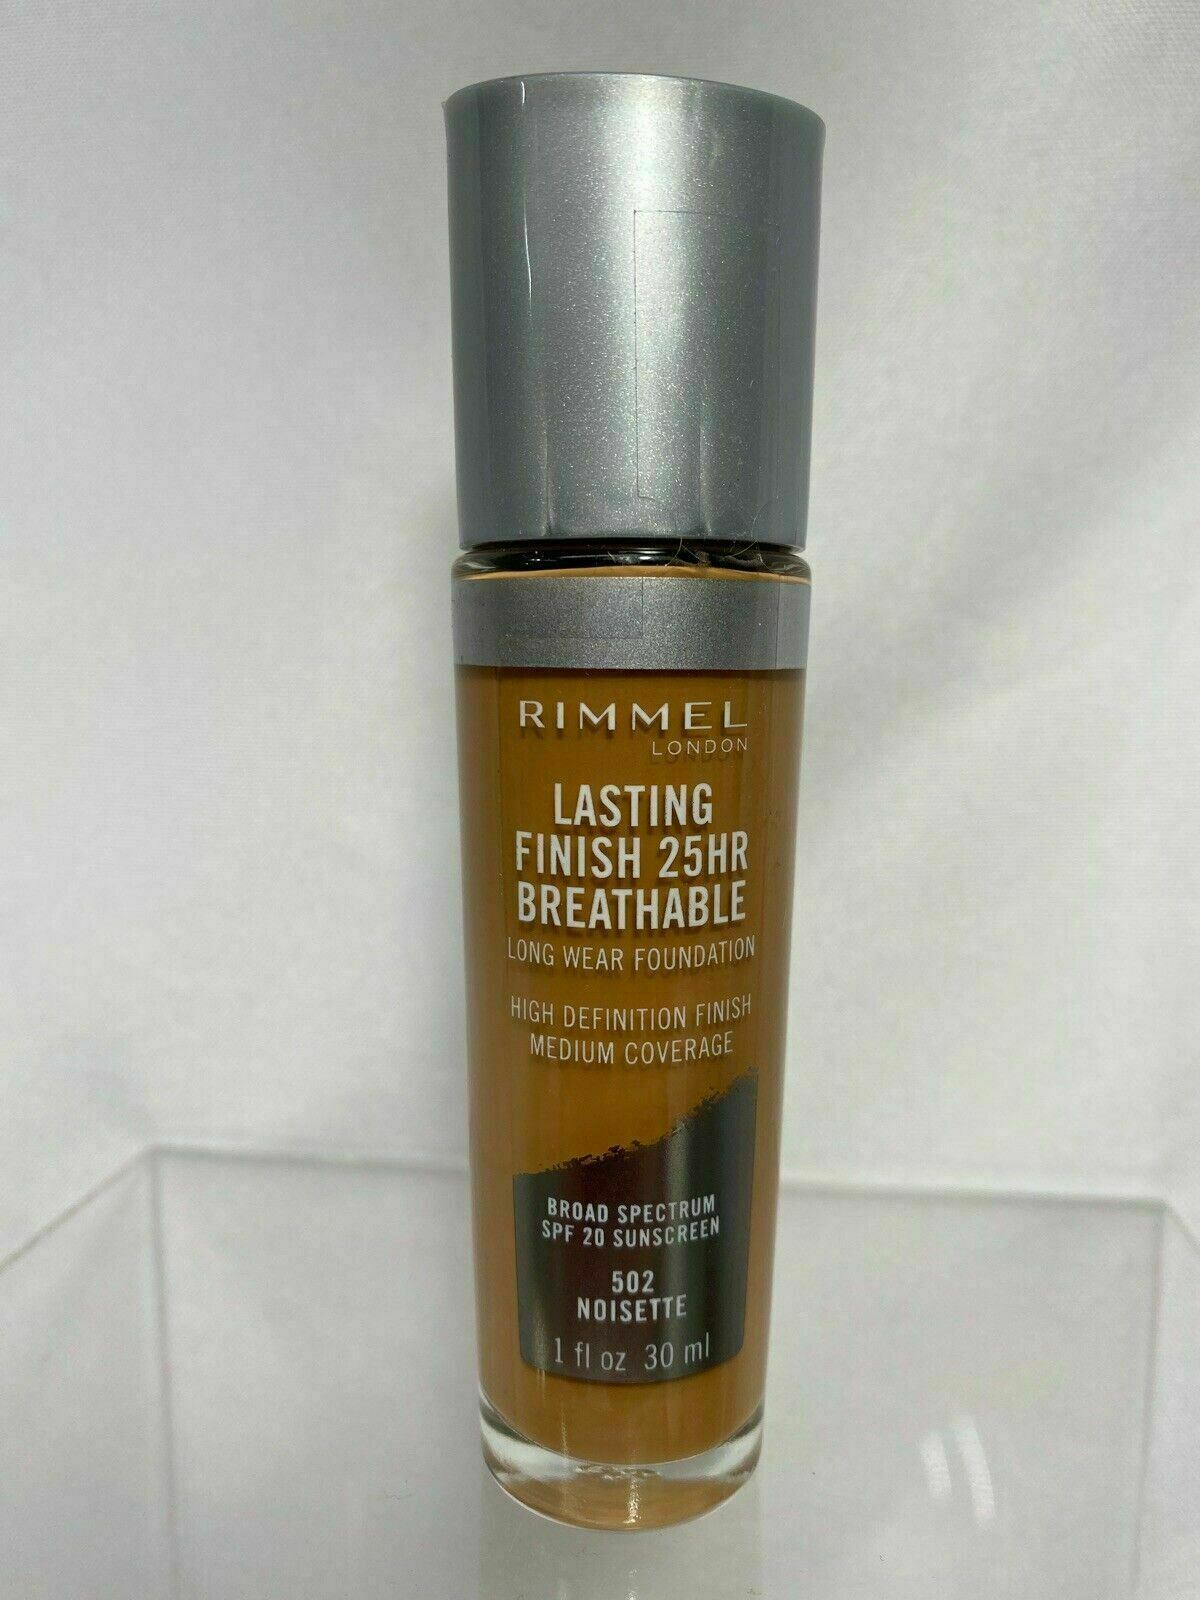 RIMMEL
LONDON
LASTING
FINISH 25HR
BREATHABLE
LONG WEAR FOUNDATION
HIGH DEFINITION FINISH
MEDIUM COVERAGE
BROAD SPECTRUM
SPF 20 SUNSCREEN
502
NOISETTE
1 fl oz 30 ml